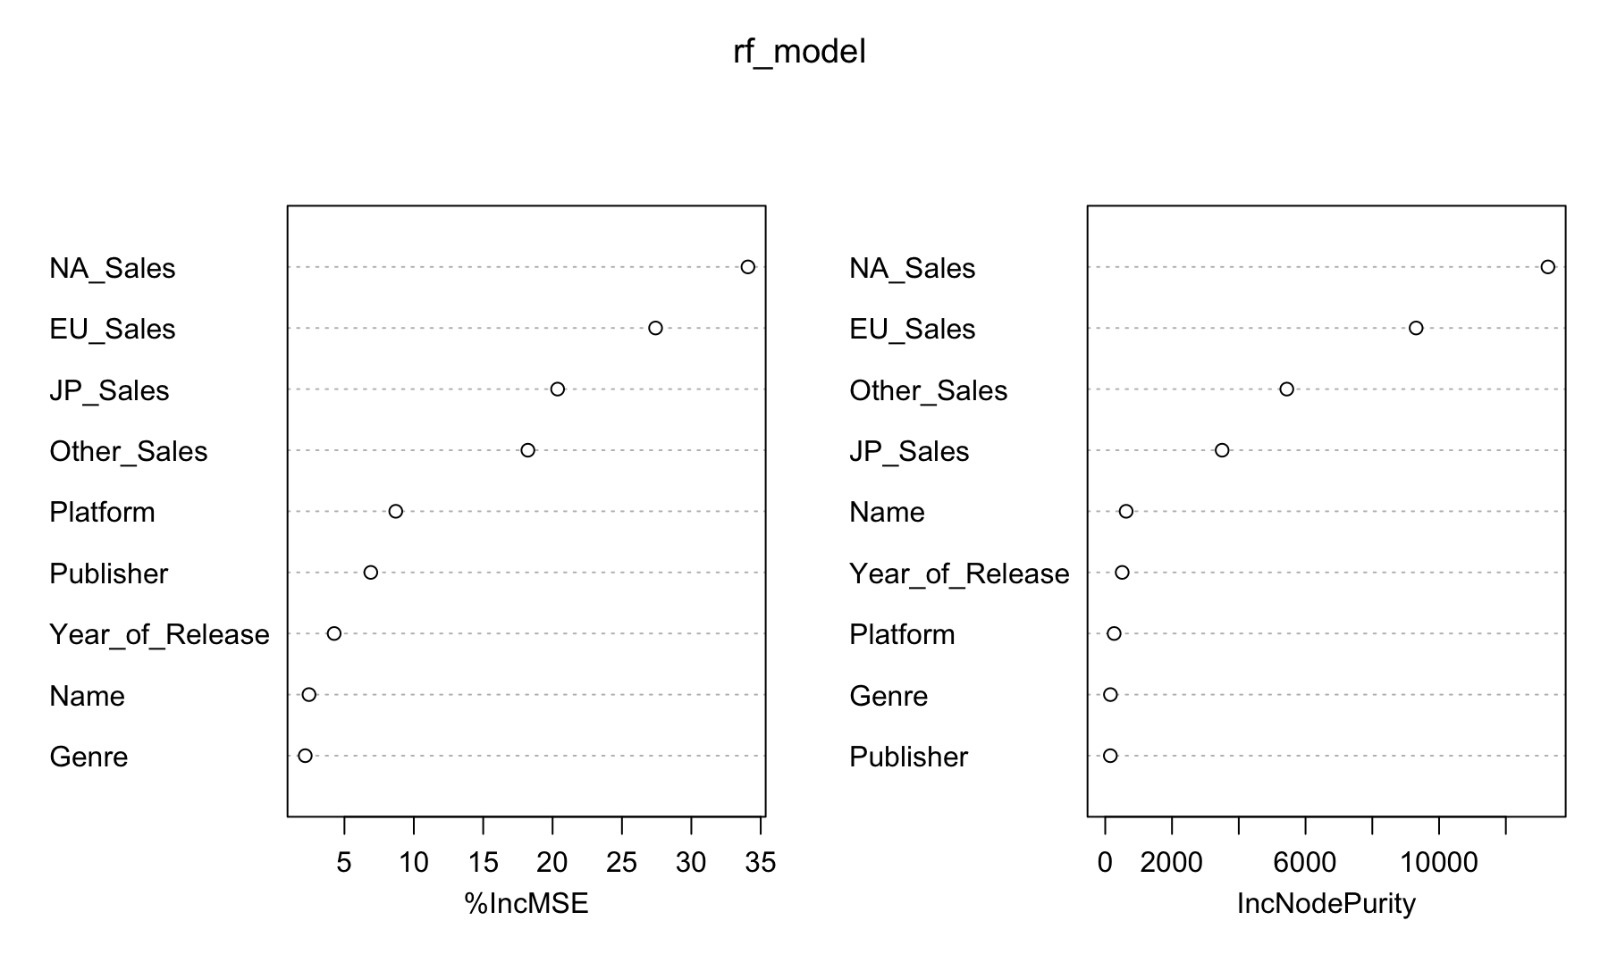 rf_model
NA_Sales
EU_Sales
JP_Sales
Other_Sales
Platform
Publisher
Year_of_Release
Name
Genre
5 10 15 20 25 30 35
%IncMSE
NA_Sales
EU_Sales
Other_Sales
JP_Sales
Name
Year_of_Release
Platform
Genre
Publisher
0 2000 6000 10000
IncNodePurity